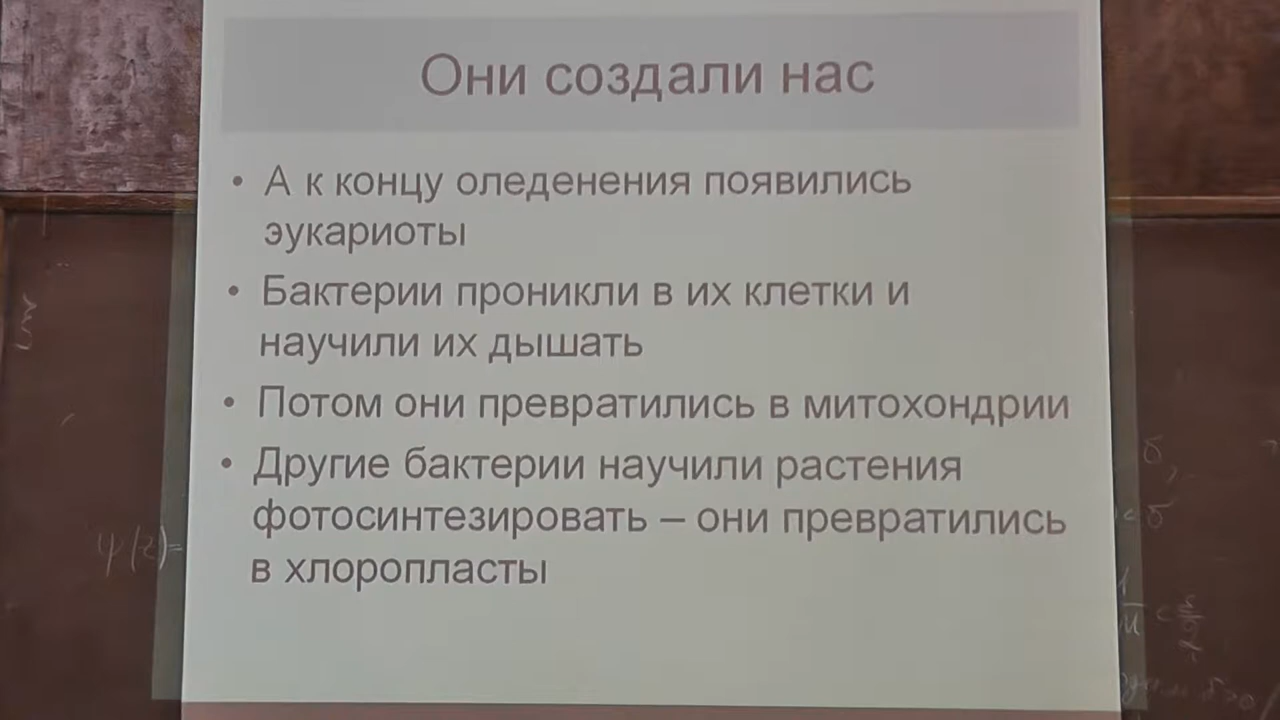 Они создали нас
• А к концу оледенения появились
эукариоты
• Бактерии проникли в их клетки и
научили их дышать
• Потом они превратились в митохондрии
• Другие бактерии научили растения
фотосинтезировать – они превратились
в хлоропласты
ψ(z)=